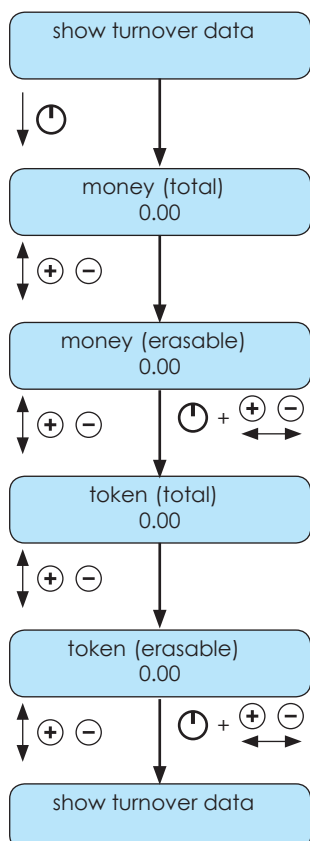 show turnover data
money (total)
0.00
+ −
money (erasable)
0.00
+ − + + −
token (total)
0.00
+ −
token (erasable)
0.00
+ − + + −
show turnover data